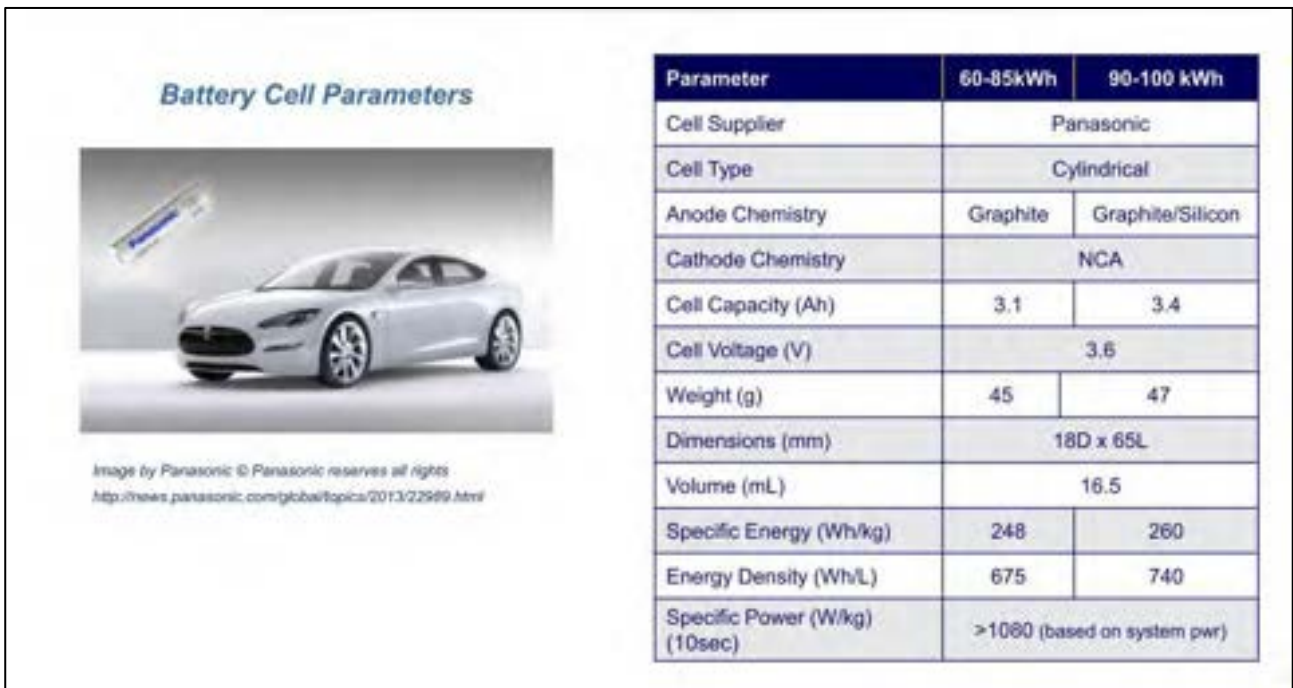 Battery Cell Parameters
Panasonic
Image by Panasonic © Panasonic reserves all rights
http://news.panasonic.com/global/topics/2013/22989.html
Parameter 60-85kWh 90-100 kWh
Cell Supplier Panasonic
Cell Type Cylindrical
Anode Chemistry Graphite Graphite/Silicon
Cathode Chemistry NCA
Cell Capacity (Ah) 3.1 3.4
Cell Voltage (V) 3.6
Weight (g) 45 47
Dimensions (mm) 18D x 65L
Volume (mL) 16.5
Specific Energy (Wh/kg) 248 260
Energy Density (Wh/L) 675 740
Specific Power (W/kg)
(10sec) >1080 (based on system pwr)